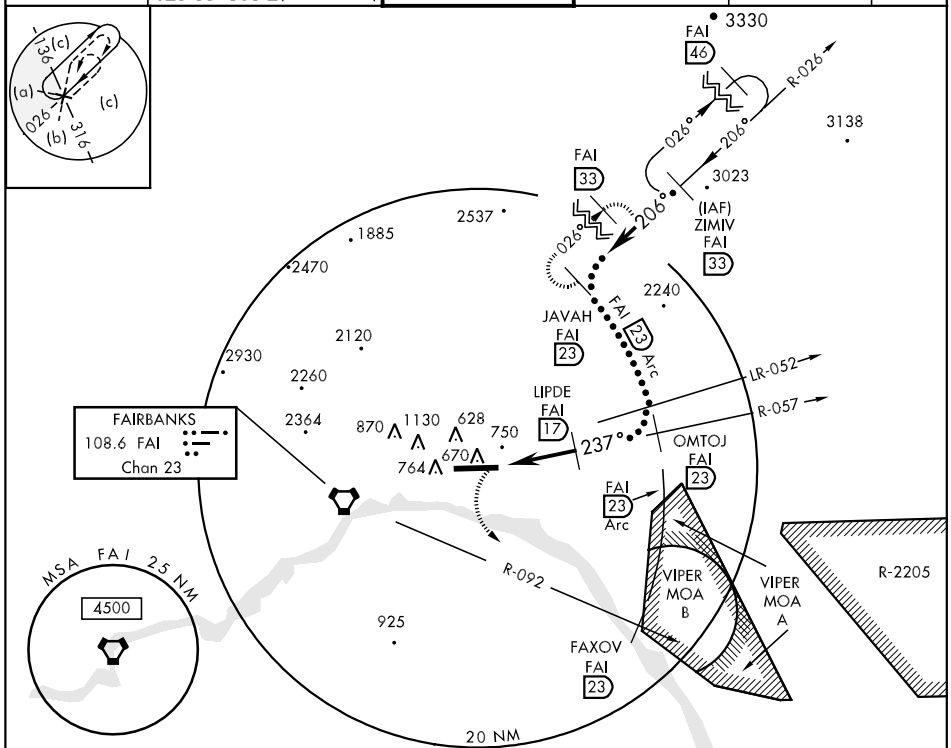 136
(c)
(a)
(c)
026
(b)
316
FAI
46
3330
R-026
026°
206°
3138
FAI
33
3023
206°
(IAF)
ZIMIV
FAI
33
026°
2537
1885
2470
2240
JAVAH
FAI
23
FAI 23 Arc
2120
2930
2260
2364
LR-052
R-057
LIPDE
FAI
17
237°
OMTOJ
FAI
23
870
1130
628
750
764
670
FAIRBANKS
108.6 FAI
Chan 23
FAI
23
Arc
R-092
VIPER
MOA
B
VIPER
MOA
A
R-2205
MSA FAI 25 NM
4500
925
FAXOV
FAI
23
20 NM